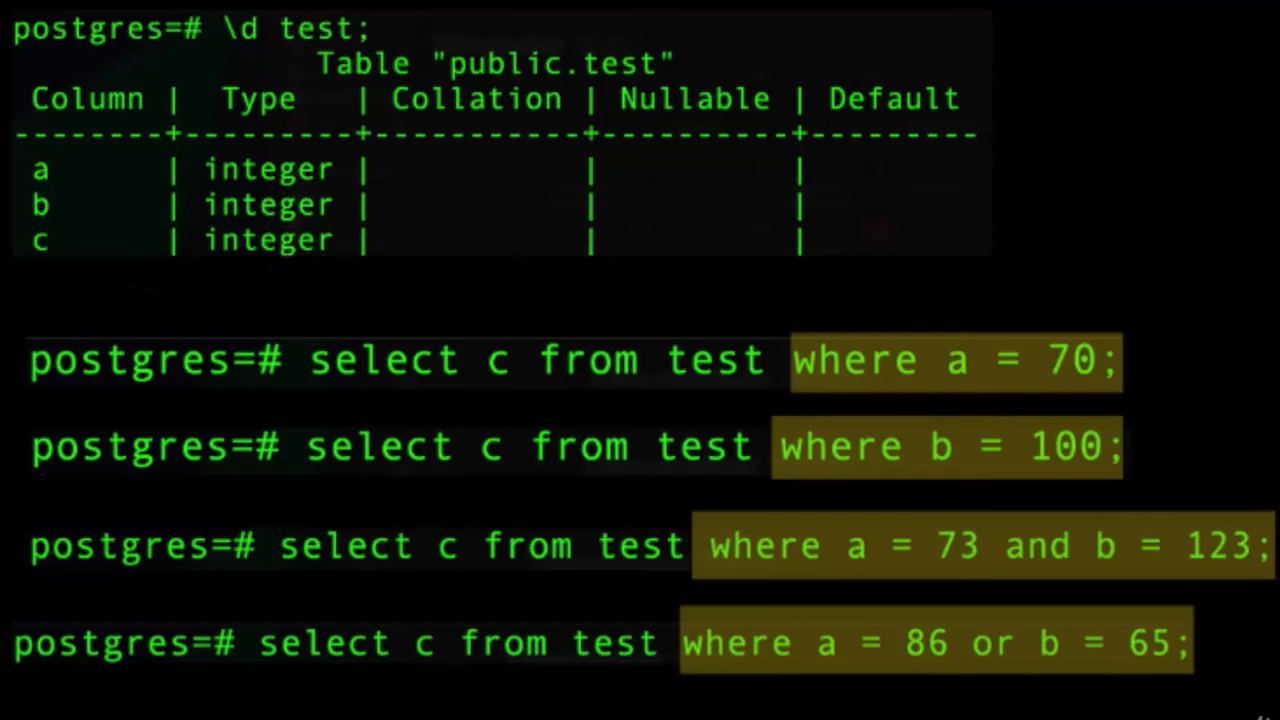 postgres=# \d test;
Table "public.test"
Column | Type | Collation | Nullable | Default
--------+---------+-----------+----------+---------
a | integer | | |
b | integer | | |
c | integer | | |
postgres=# select c from test where a = 70;
postgres=# select c from test where b = 100;
postgres=# select c from test where a = 73 and b = 123;
postgres=# select c from test where a = 86 or b = 65;